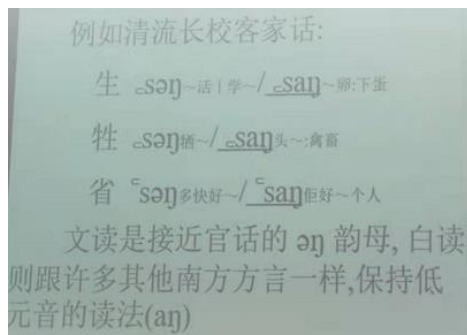 例如清流长校客家话:
生 ꜀səŋ~活|学~/ ꜀saŋ~卵:下蛋
牲 ꜀səŋ牺~/ ꜀saŋ头~:禽畜
省 ꜂səŋ多快好~/ ꜂saŋ佢好~个人
文读是接近官话的 əŋ 韵母, 白读
则跟许多其他南方方言一样,保持低
元音的读法(aŋ)